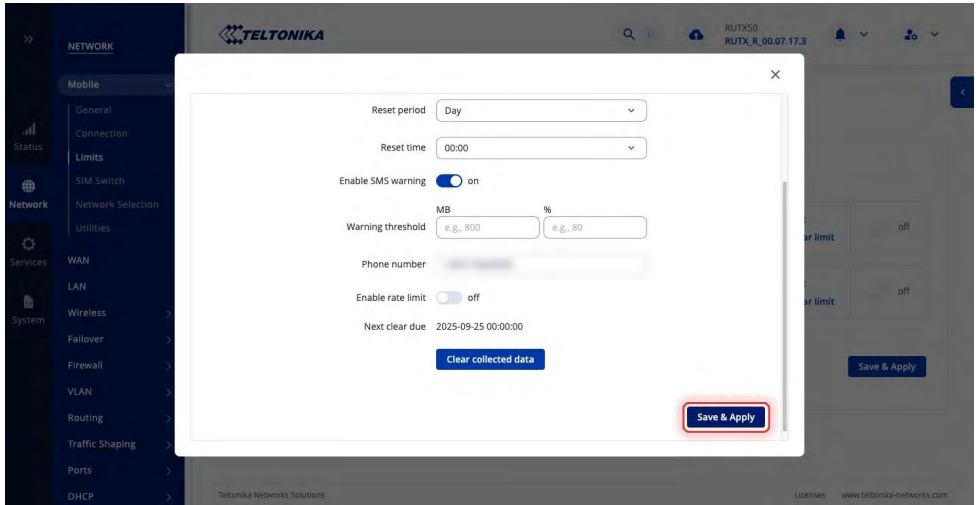 TELTONIKA
RUTX50
RUTX_R_00.07.17.3
NETWORK
Mobile
General
Connection
Limits
SIM Switch
Network Selection
Utilities
WAN
LAN
Wireless
Failover
Firewall
VLAN
Routing
Traffic Shaping
Ports
DHCP
Status
Network
Services
System
Reset period
Day
Reset time
00:00
Enable SMS warning
on
MB
%
Warning threshold
e.g., 800
e.g., 80
Phone number
Enable rate limit
off
Next clear due
2025-09-25 00:00:00
Clear collected data
Save & Apply
ar limit
off
ar limit
off
Save & Apply
Teltonika Networks Solutions
Licenses
www.teltonika-networks.com